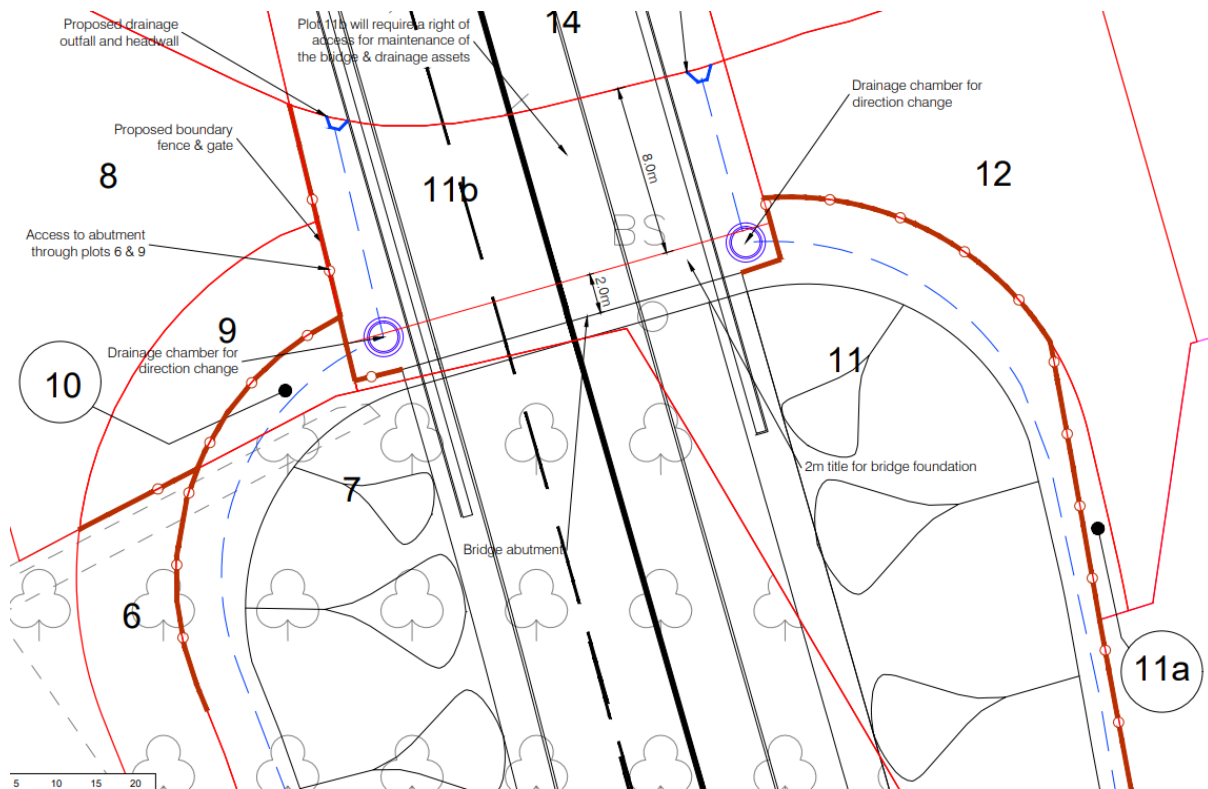 Proposed drainage
outfall and headwall
Plot 11b will require a right of
access for maintenance of
the bridge & drainage assets
14
Drainage chamber for
direction change
Proposed boundary
fence & gate
8
8.0m
12
11b
BS
Access to abutment
through plots 6 & 9
2.0m
9
Drainage chamber for
direction change
11
10
2m title for bridge foundation
7
Bridge abutment
6
11a
5 10 15 20